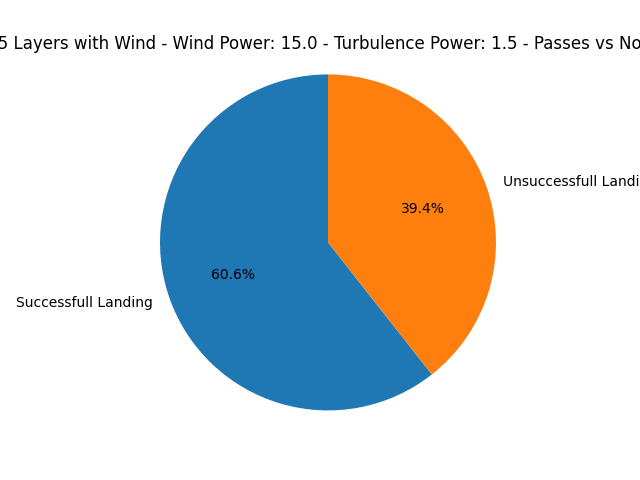 5 Layers with Wind - Wind Power: 15.0 - Turbulence Power: 1.5 - Passes vs No
Unsuccessfull Landi
39.4%
60.6%
Successfull Landing